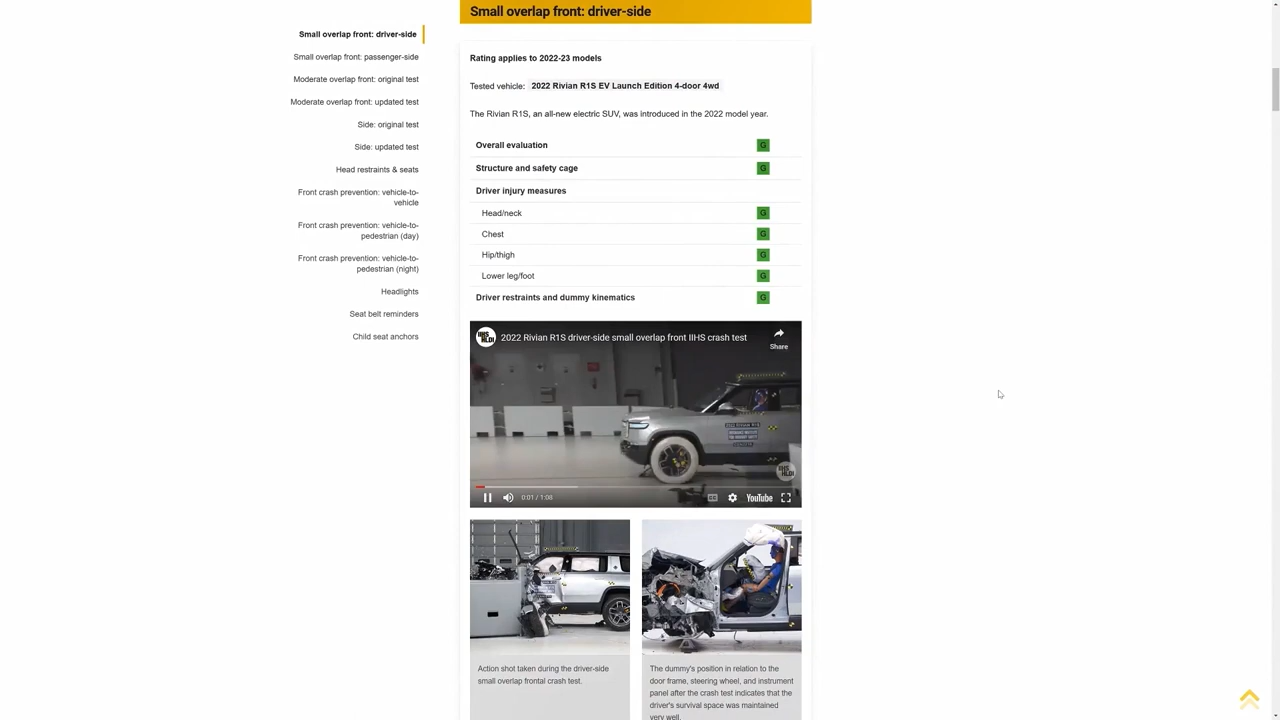 Small overlap front: driver-side
Small overlap front: driver-side
Small overlap front: passenger-side
Moderate overlap front: original test
Moderate overlap front: updated test
Side: original test
Side: updated test
Head restraints & seats
Front crash prevention: vehicle-to-
vehicle
Front crash prevention: vehicle-to-
pedestrian (day)
Front crash prevention: vehicle-to-
pedestrian (night)
Headlights
Seat belt reminders
Child seat anchors
Rating applies to 2022-23 models
Tested vehicle: 2022 Rivian R1S EV Launch Edition 4-door 4wd
The Rivian R1S, an all-new electric SUV, was introduced in the 2022 model year.
Overall evaluation G
Structure and safety cage G
Driver injury measures
Head/neck G
Chest G
Hip/thigh G
Lower leg/foot G
Driver restraints and dummy kinematics G
IIHS HLDI
2022 Rivian R1S driver-side small overlap front IIHS crash test
Share
IIHS HLDI
0:01 / 1:08
CC
YouTube
Action shot taken during the driver-side
small overlap frontal crash test.
The dummy's position in relation to the
door frame, steering wheel, and instrument
panel after the crash test indicates that the
driver's survival space was maintained
very well.